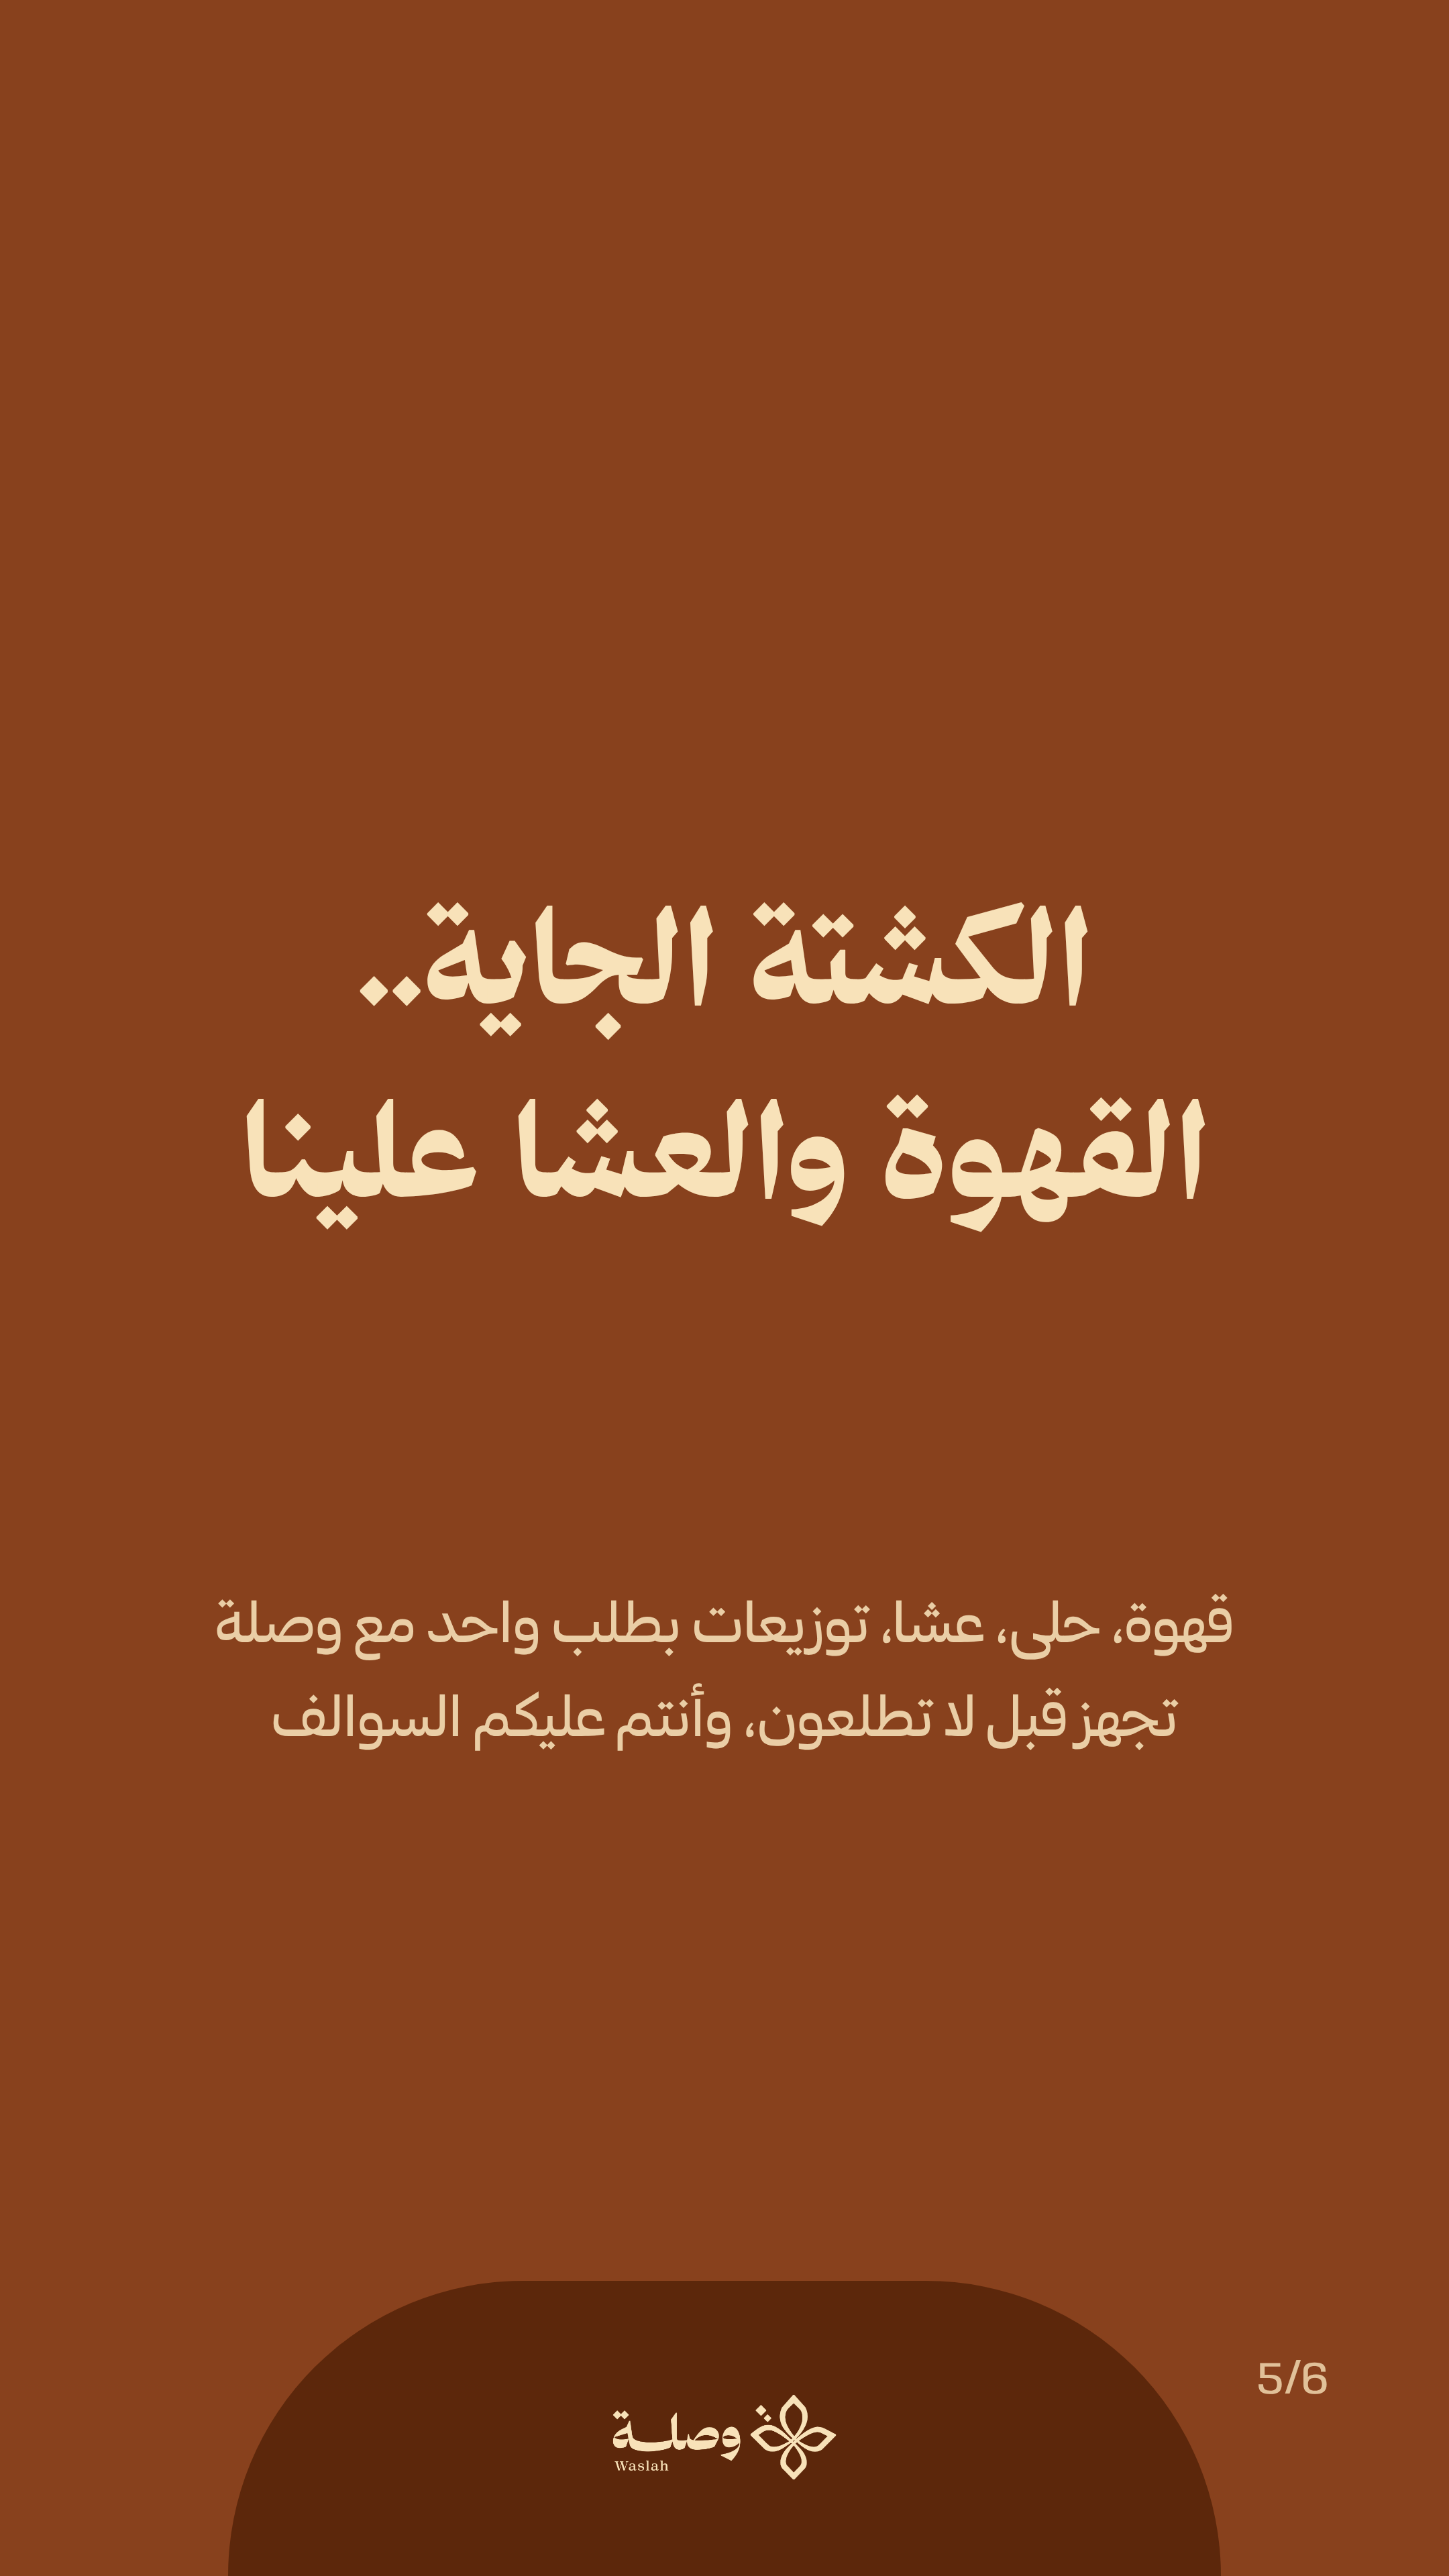 الكشتة الجاية..
القهوة والعشا علينا
قهوة، حلى، عشا، توزيعات بطلب واحد مع وصلة
تجهز قبل لا تطلعون، وأنتم عليكم السوالف
5/6
وصلة
Waslah